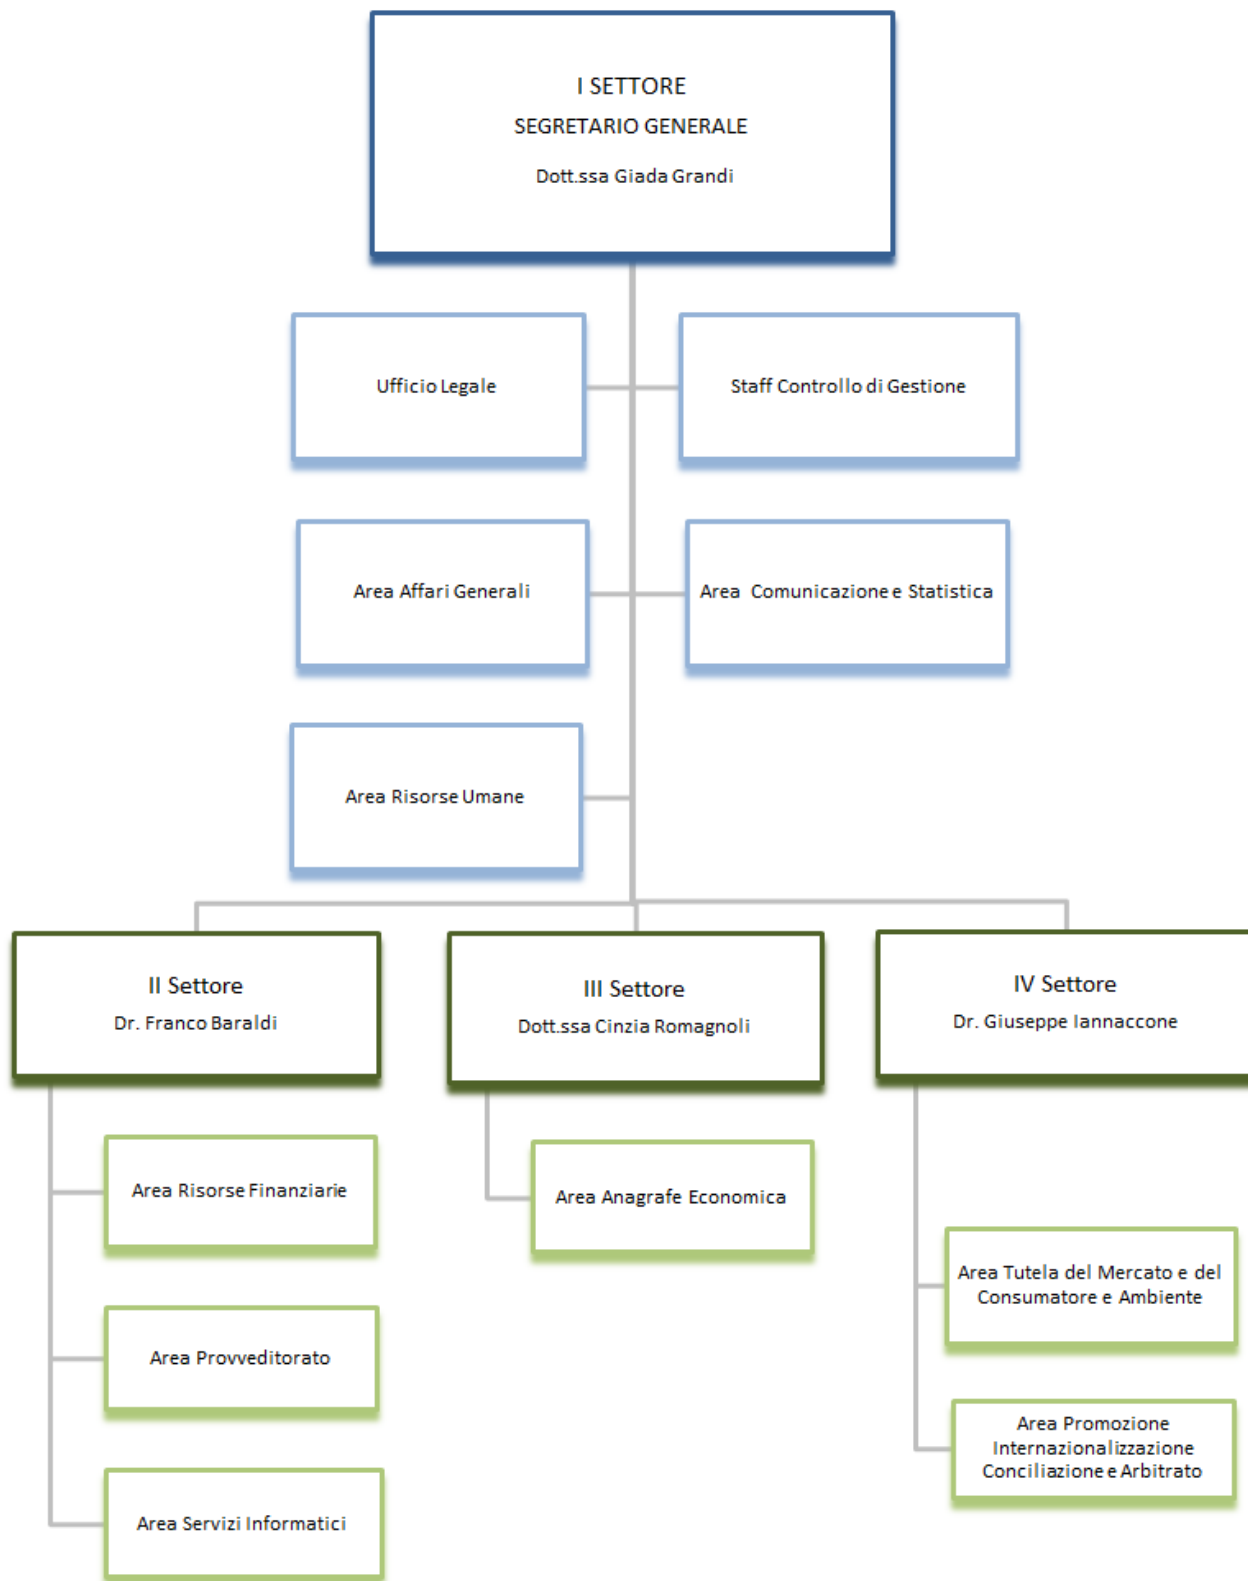 I SETTORE
SEGRETARIO GENERALE
Dott.ssa Giada Grandi
Ufficio Legale
Staff Controllo di Gestione
Area Affari Generali
Area Comunicazione e Statistica
Area Risorse Umane
II Settore
Dr. Franco Baraldi
III Settore
Dott.ssa Cinzia Romagnoli
IV Settore
Dr. Giuseppe Iannaccone
Area Risorse Finanziarie
Area Provveditorato
Area Servizi Informatici
Area Anagrafe Economica
Area Tutela del Mercato e del
Consumatore e Ambiente
Area Promozione
Internazionalizzazione
Conciliazione e Arbitrato